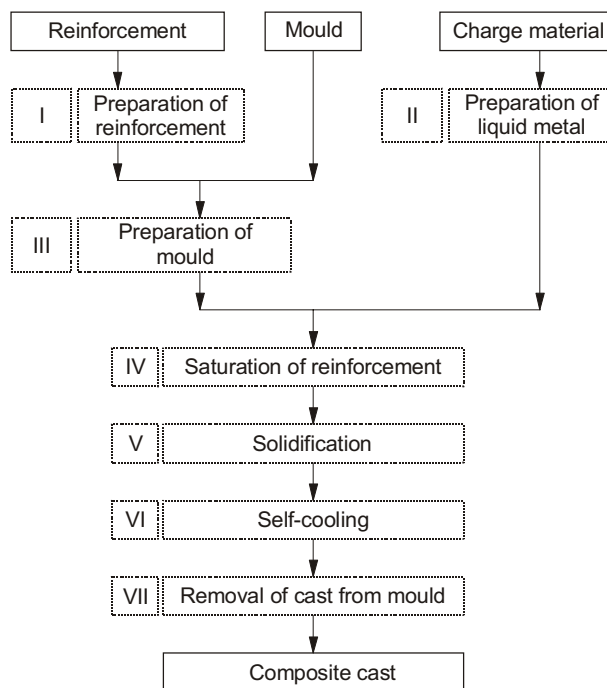 Reinforcement
Mould
Charge material
I
Preparation of
reinforcement
II
Preparation of
liquid metal
III
Preparation of
mould
IV
Saturation of reinforcement
V
Solidification
VI
Self-cooling
VII
Removal of cast from mould
Composite cast